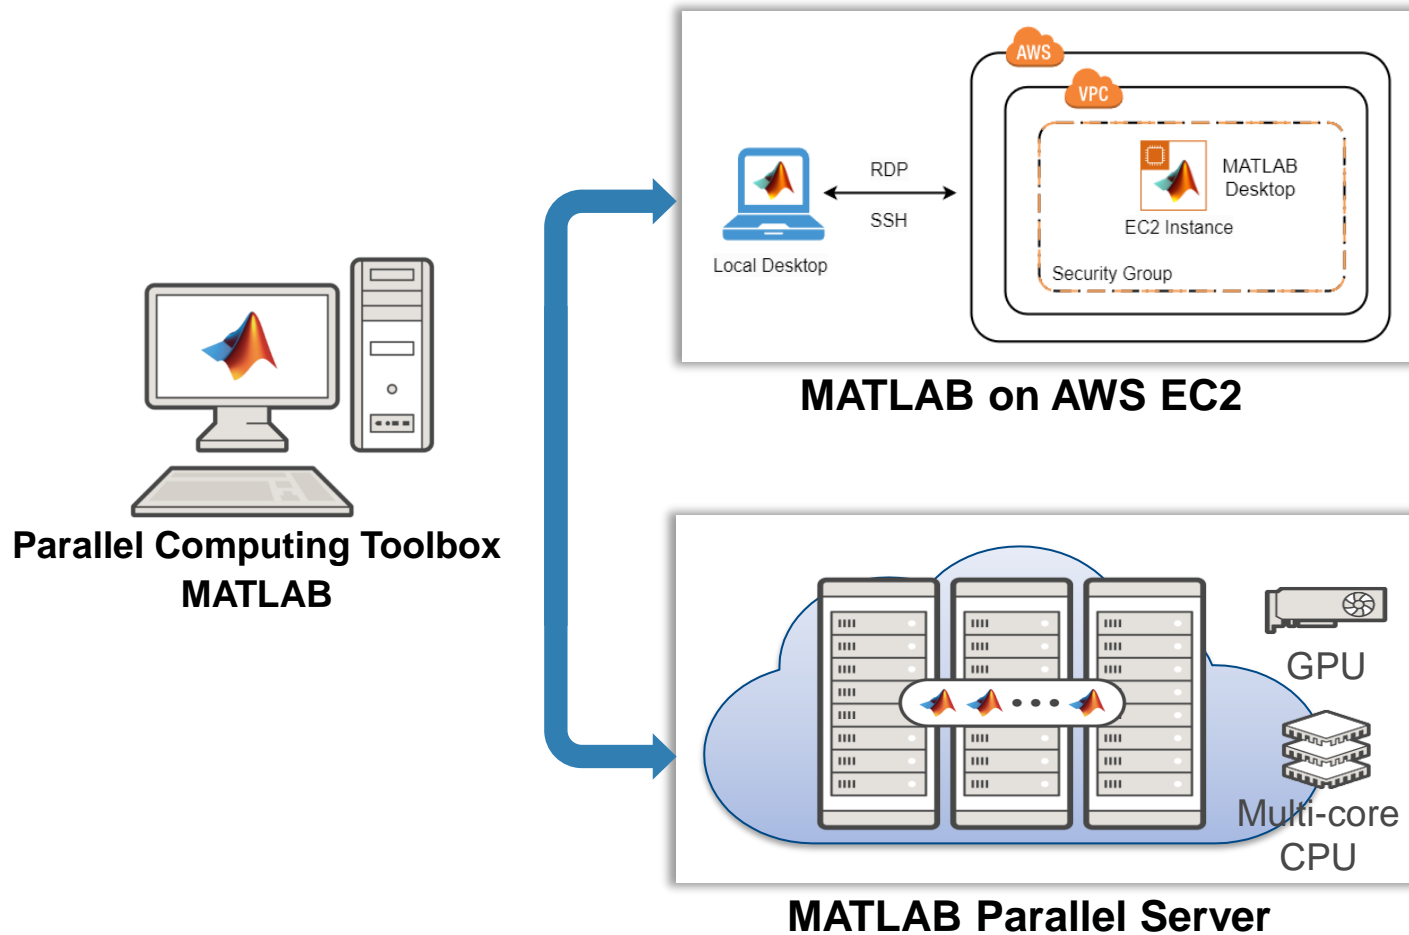 AWS
VPC
RDP
SSH
Local Desktop
MATLAB
Desktop
EC2 Instance
Security Group
MATLAB on AWS EC2
Parallel Computing Toolbox
MATLAB
GPU
Multi-core
CPU
MATLAB Parallel Server